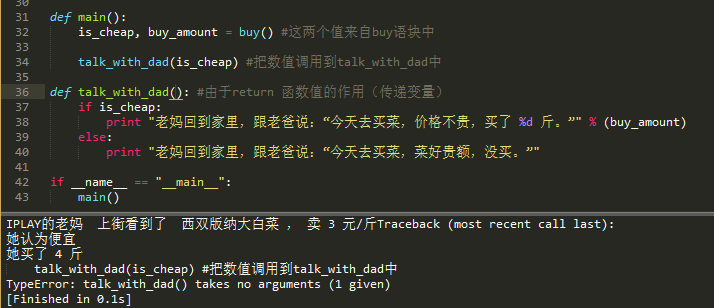 30
31 def main():
32 is_cheap, buy_amount = buy() #这两个值来自buy语块中
33
34 talk_with_dad(is_cheap) #把数值调用到talk_with_dad中
35
36 def talk_with_dad(): #由于return 函数值的作用（传递变量）
37 if is_cheap:
38 print "老妈回到家里，跟老爸说：“今天去买菜，价格不贵，买了 %d 斤。”" % (buy_amount)
39 else:
40 print "老妈回到家里，跟老爸说：“今天去买菜，菜好贵额，没买。”"
41
42 if __name__ == "__main__":
43 main()
IPLAY的老妈 上街看到了 西双版纳大白菜 ， 卖 3 元/斤Traceback (most recent call last):
她认为便宜
她买了 4 斤
talk_with_dad(is_cheap) #把数值调用到talk_with_dad中
TypeError: talk_with_dad() takes no arguments (1 given)
[Finished in 0.1s]